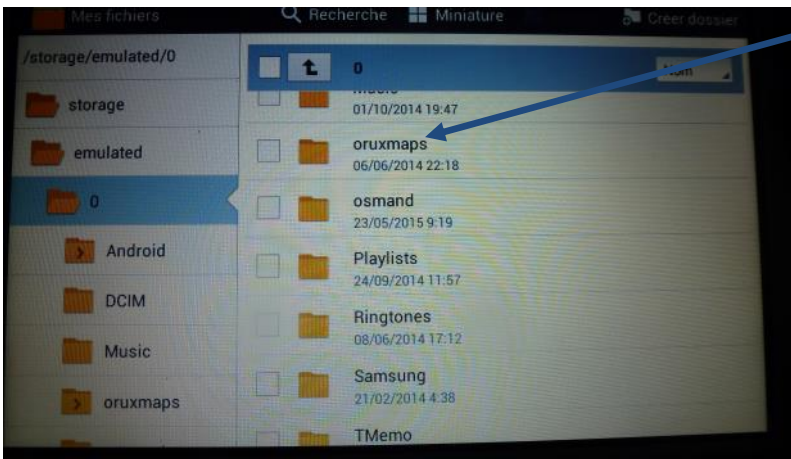 Mes fichiers
Recherche
Miniature
Créer dossier
/storage/emulated/0
storage
emulated
0
Android
DCIM
Music
oruxmaps
0
Nom
Music
01/10/2014 19:47
oruxmaps
06/06/2014 22:18
osmand
23/05/2015 9:19
Playlists
24/09/2014 11:57
Ringtones
08/06/2014 17:12
Samsung
21/02/2014 4:38
TMemo